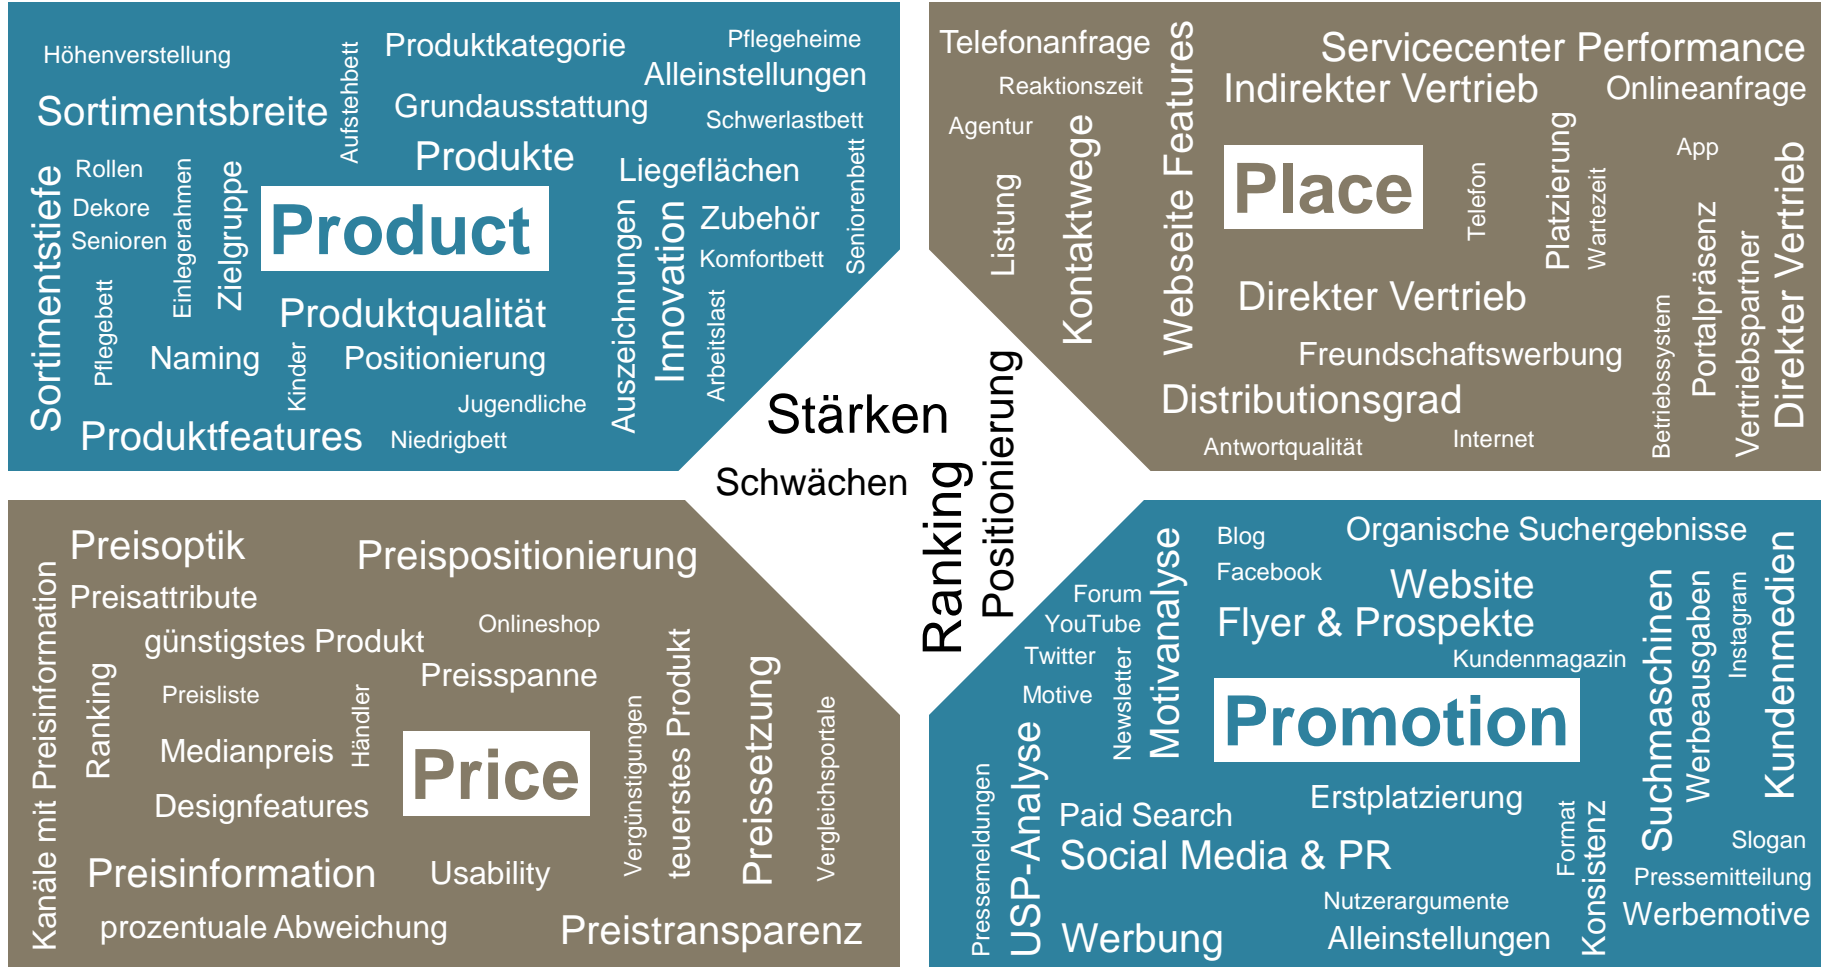 Höhenverstellung
Produktkategorie
Pflegeheime
Alleinstellungen
Aufstehbett
Sortimentsbreite
Grundausstattung
Schwerlastbett
Produkte
Liegeflächen
Seniorenbett
Rollen
Dekore
Senioren
Einlegerahmen
Zielgruppe
Product
Zubehör
Komfortbett
Sortimentstiefe
Pflegebett
Auszeichnungen
Innovation
Arbeitslast
Produktqualität
Naming
Kinder
Positionierung
Jugendliche
Produktfeatures
Niedrigbett
Telefonanfrage
Reaktionszeit
Agentur
Webseite Features
Servicecenter Performance
Indirekter Vertrieb
Onlineanfrage
Kontaktwege
Listung
Place
Telefon
Platzierung
Wartezeit
App
Direkter Vertrieb
Portalpräsenz
Vertriebspartner
Betriebssystem
Direkter Vertrieb
Freundschaftswerbung
Distributionsgrad
Antwortqualität
Internet
Stärken
Schwächen
Ranking
Positionierung
Preisoptik
Preispositionierung
Kanäle mit Preisinformation
Preisattribute
günstigstes Produkt
Onlineshop
Preisspanne
Ranking
Preisliste
Händler
Medianpreis
Price
Designfeatures
Vergünstigungen
teuerstes Produkt
Preissetzung
Vergleichsportale
Preisinformation
Usability
prozentuale Abweichung
Preistransparenz
Blog
Organische Suchergebnisse
Facebook
Website
Forum
YouTube
Twitter
Motive
Newsletter
Motivanalyse
Flyer & Prospekte
Kundenmagazin
Suchmaschinen
Werbeausgaben
Instagram
Kundenmedien
Promotion
Pressemeldungen
USP-Analyse
Erstplatzierung
Paid Search
Social Media & PR
Format
Konsistenz
Slogan
Pressemitteilung
Nutzerargumente
Werbemotive
Werbung
Alleinstellungen